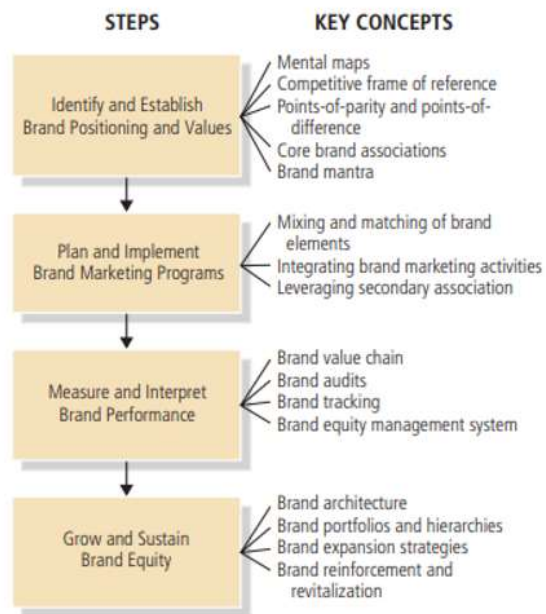 STEPS
KEY CONCEPTS
Identify and Establish
Brand Positioning and Values
Mental maps
Competitive frame of reference
Points-of-parity and points-of-
difference
Core brand associations
Brand mantra
Plan and Implement
Brand Marketing Programs
Mixing and matching of brand
elements
Integrating brand marketing activities
Leveraging secondary association
Measure and Interpret
Brand Performance
Brand value chain
Brand audits
Brand tracking
Brand equity management system
Grow and Sustain
Brand Equity
Brand architecture
Brand portfolios and hierarchies
Brand expansion strategies
Brand reinforcement and
revitalization